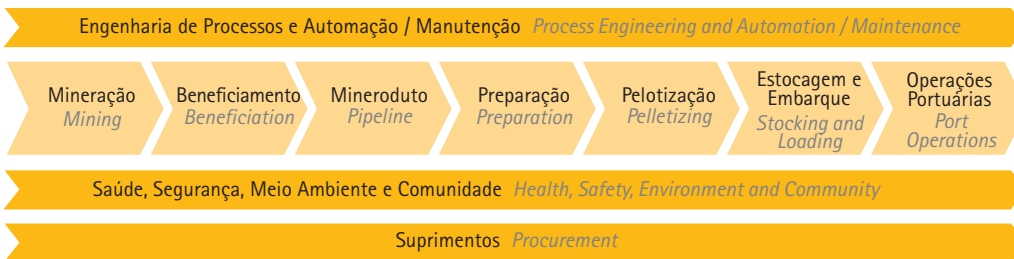 Engenharia de Processos e Automação / Manutenção Process Engineering and Automation / Maintenance
Mineração
Mining
Beneficiamento
Beneficiation
Mineroduto
Pipeline
Preparação
Preparation
Pelotização
Pelletizing
Estocagem e
Embarque
Stocking and
Loading
Operações
Portuárias
Port
Operations
Saúde, Segurança, Meio Ambiente e Comunidade Health, Safety, Environment and Community
Suprimentos Procurement